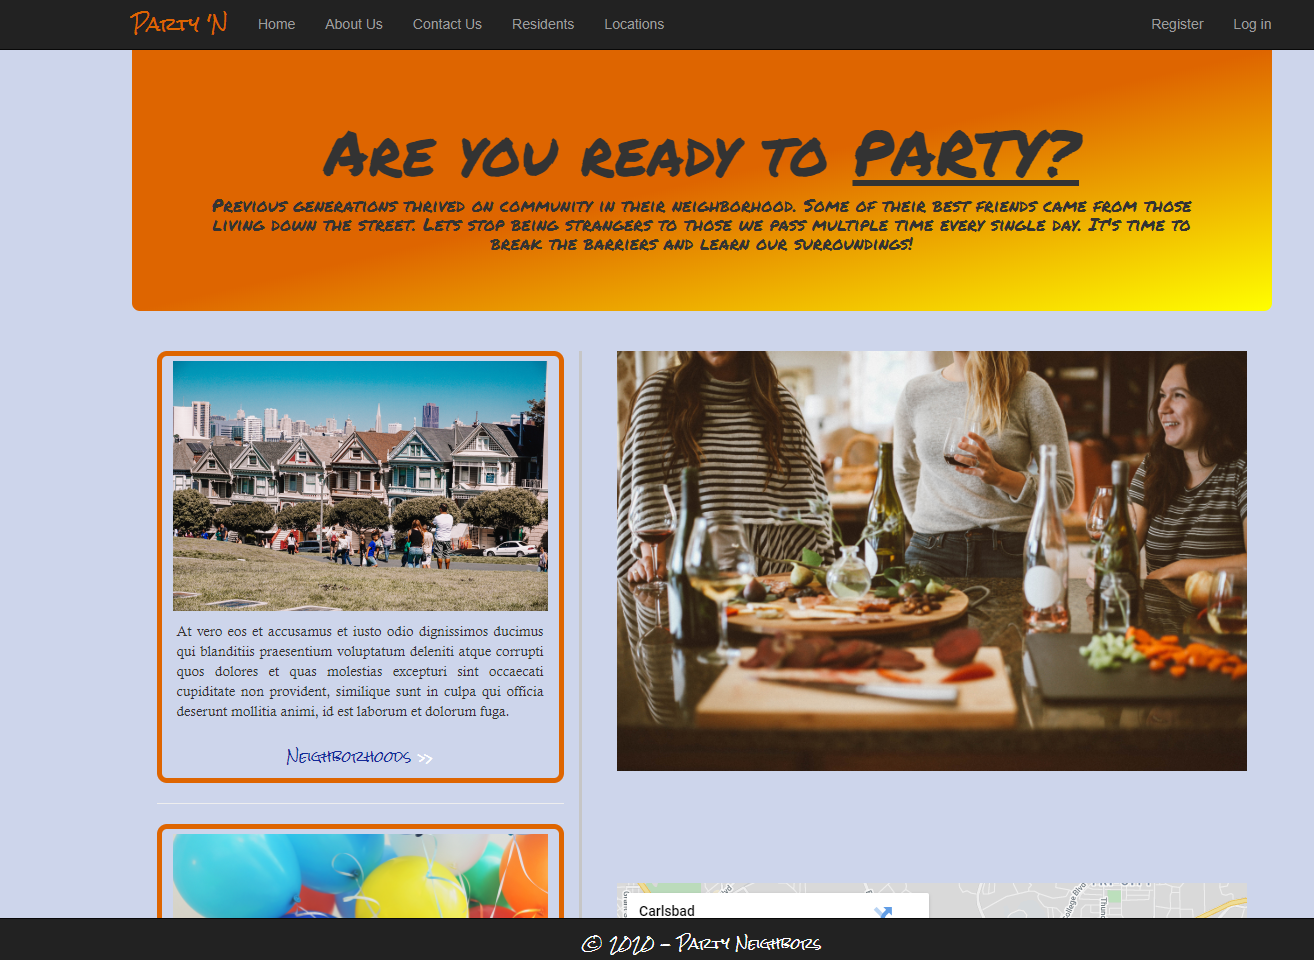 Party 'N
Home
About Us
Contact Us
Residents
Locations
Register
Log in
Are you ready to PARTY?
Previous generations thrived on community in their neighborhood. Some of their best friends came from those
living down the street. Lets stop being strangers to those we pass multiple time every single day. It's time to
break the barriers and learn our surroundings!
At vero eos et accusamus et iusto odio dignissimos ducimus
qui blanditiis praesentium voluptatum deleniti atque corrupti
quos dolores et quas molestias excepturi sint occaecati
cupiditate non provident, similique sunt in culpa qui officia
deserunt mollitia animi, id est laborum et dolorum fuga.
Neighborhoods >>
Carlsbad
College Blvd
© 2020 - Party Neighbors